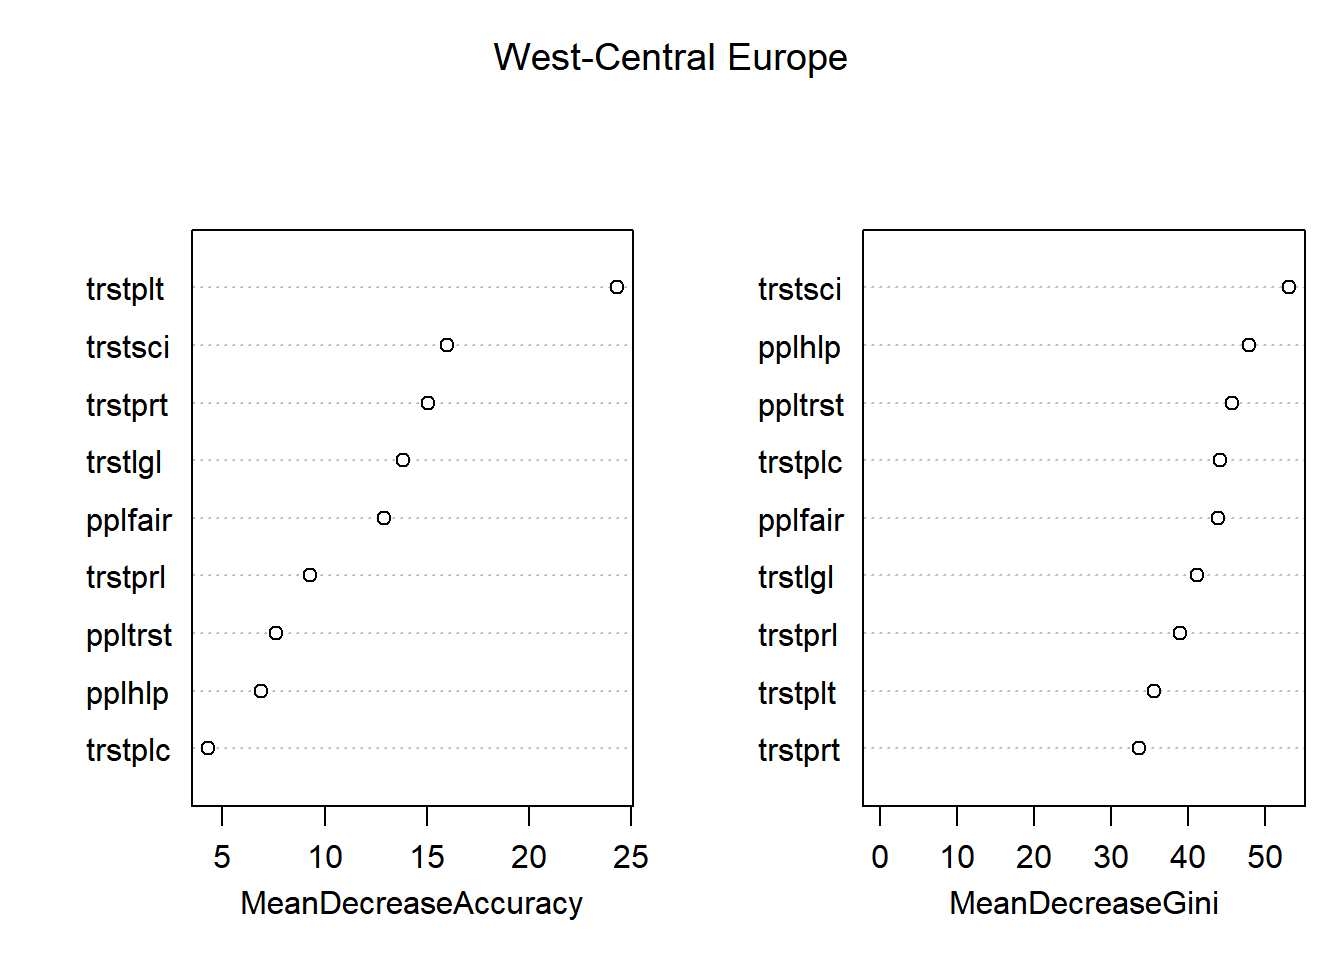 West-Central Europe
trstplt
trstsci
trstprt
trstlgl
pplfair
trstprl
ppltrst
pplhlp
trstplc
5 10 15 20 25
MeanDecreaseAccuracy
trstsci
pplhlp
ppltrst
trstplc
pplfair
trstlgl
trstprl
trstplt
trstprt
0 10 20 30 40 50
MeanDecreaseGini